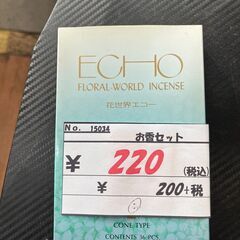 ECHO
FLORAL-WORLD INCENSE
花世界エコー
No. 15034
お香セット
¥ 220 (税込)
¥ 200+税
CONE TYPE
CONTENTS 36 PCS